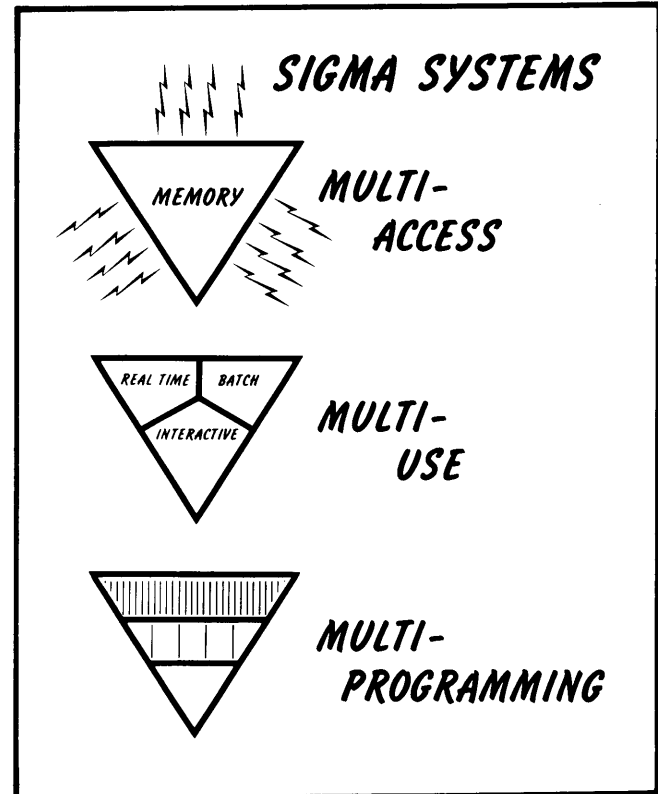 SIGMA SYSTEMS
MEMORY
MULTI-
ACCESS
REAL TIME
BATCH
INTERACTIVE
MULTI-
USE
MULTI-
PROGRAMMING